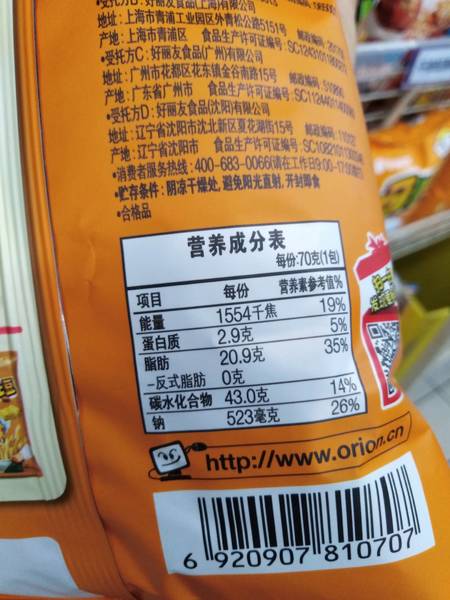 •受托方B:好丽友食品(上海)有限公司
地址:上海市青浦工业园区外青松公路5151号 邮政编码:
产地:上海市青浦区 食品生产许可证编号:
•受托方C:好丽友食品(广州)有限公司
地址:广州市花都区花东镇金谷南路15号 邮政编码:510890
产地:广东省广州市 食品生产许可证编号:
•受托方D:好丽友食品(沈阳)有限公司
地址:辽宁省沈阳市沈北新区夏花湖街15号 邮政编码:
产地:辽宁省沈阳市 食品生产许可证编号:
•消费者服务热线:400-683-0066(请在工作日9:00-17:00拨打)
•贮存条件:阴凉干燥处,避免阳光直射,开封即食
•合格品
营养成分表
每份:70克(1包)
项目 每份 营养素参考值%
能量 1554千焦 19%
蛋白质 2.9克 5%
脂肪 20.9克 35%
-反式脂肪 0克
碳水化合物 43.0克 14%
钠 523毫克 26%
http://www.orion.cn
6 920907 810707